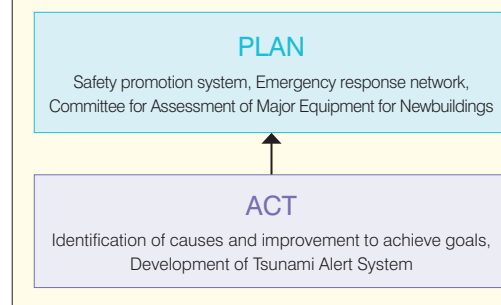 PLAN
Safety promotion system, Emergency response network,
Committee for Assessment of Major Equipment for Newbuildings
ACT
Identification of causes and improvement to achieve goals,
Development of Tsunami Alert System